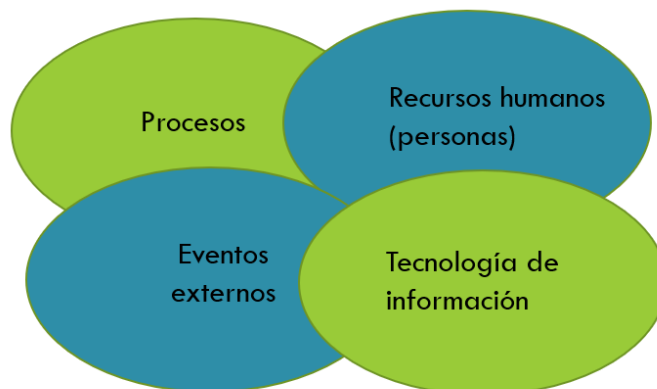 Procesos
Recursos humanos
(personas)
Eventos
externos
Tecnología de
información